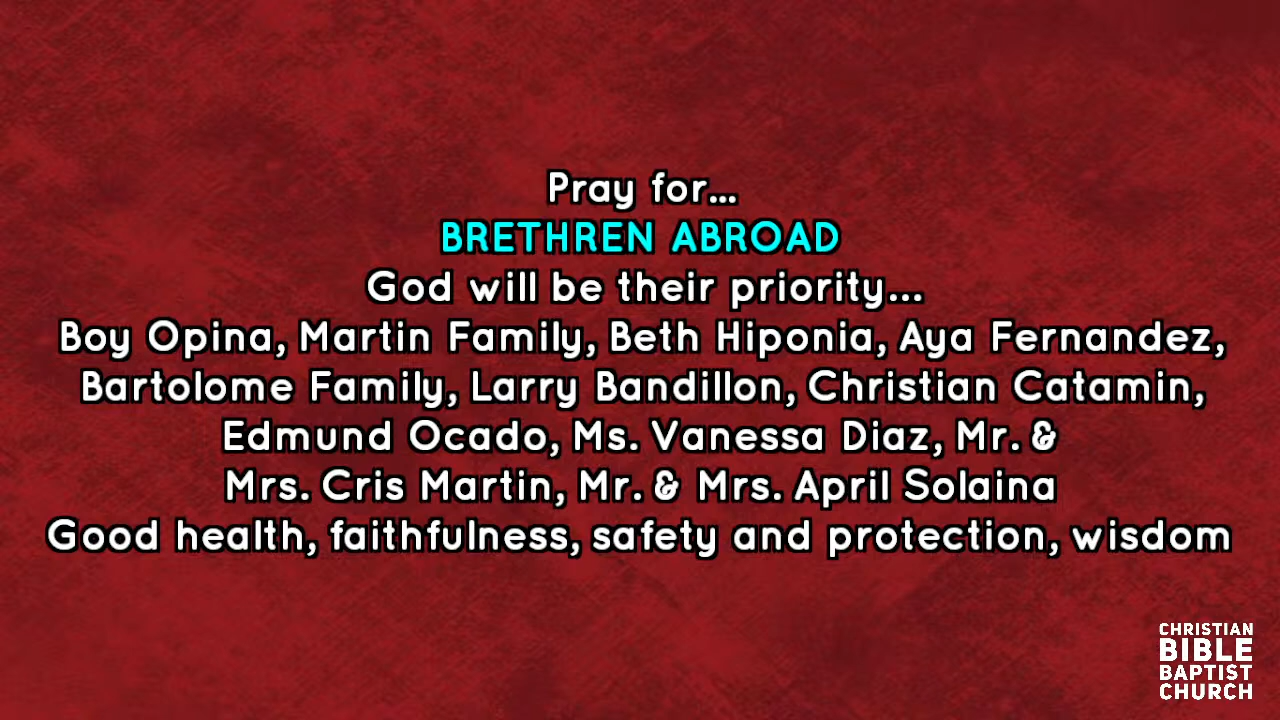 Pray for...
BRETHREN ABROAD
God will be their priority...
Boy Opina, Martin Family, Beth Hiponia, Aya Fernandez,
Bartolome Family, Larry Bandillon, Christian Catamin,
Edmund Ocado, Ms. Vanessa Diaz, Mr. &
Mrs. Cris Martin, Mr. & Mrs. April Solaina
Good health, faithfulness, safety and protection, wisdom
CHRISTIAN
BIBLE
BAPTIST
CHURCH